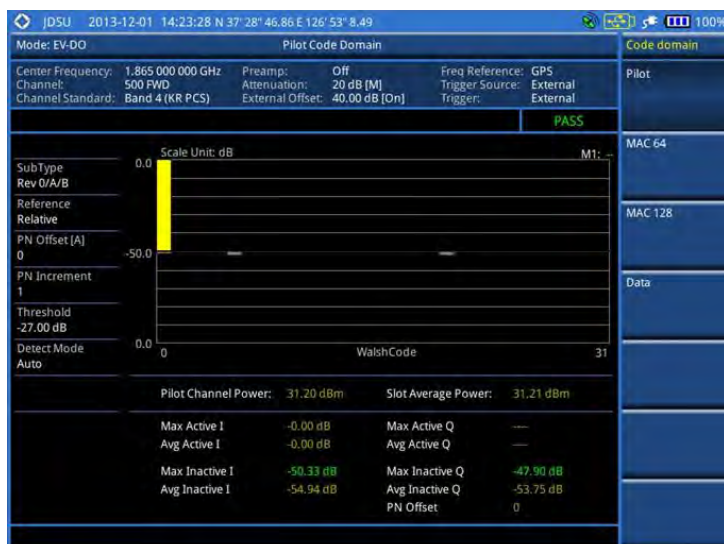 JDSU 2013-12-01 14:23:28 N 37' 28" 46.86 E 126' 53" 8.49 100%
Mode: EV-DO Pilot Code Domain Code domain
Center Frequency: 1.865 000 000 GHz Preamp: Off Freq Reference: GPS
Channel: 500 FWD Attenuation: 20 dB [M] Trigger Source: External
Channel Standard: Band 4 (KR PCS) External Offset: 40.00 dB [On] Trigger: External
Pilot
PASS
MAC 64
Scale Unit: dB M1: --
0.0
SubType
Rev 0/A/B
Reference
Relative
MAC 128
PN Offset [A]
0
-50.0
PN Increment
1
Data
Threshold
-27.00 dB
Detect Mode
Auto
0.0
0 WalshCode 31
Pilot Channel Power: 31.20 dBm Slot Average Power: 31.21 dBm
Max Active I -0.00 dB Max Active Q ----
Avg Active I -0.00 dB Avg Active Q ----
Max Inactive I -50.33 dB Max Inactive Q -47.90 dB
Avg Inactive I -54.94 dB Avg Inactive Q -53.75 dB
PN Offset 0